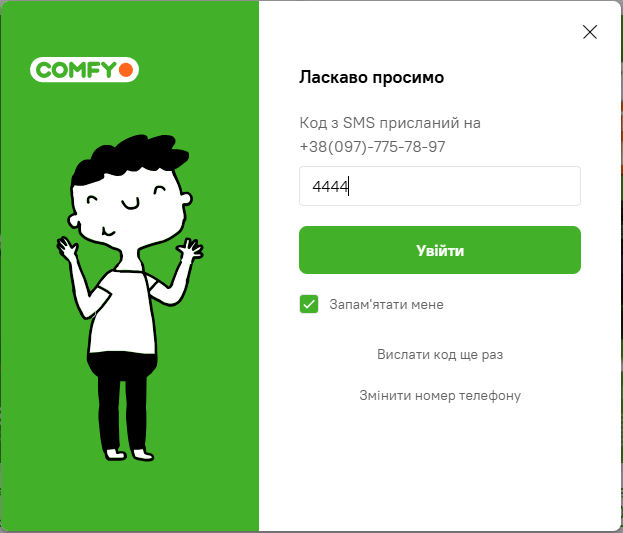 COMFY
Ласкаво просимо
Код з SMS присланий на
+38(097)-775-78-97
4444
Увійти
Запам'ятати мене
Вислати код ще раз
Змінити номер телефону